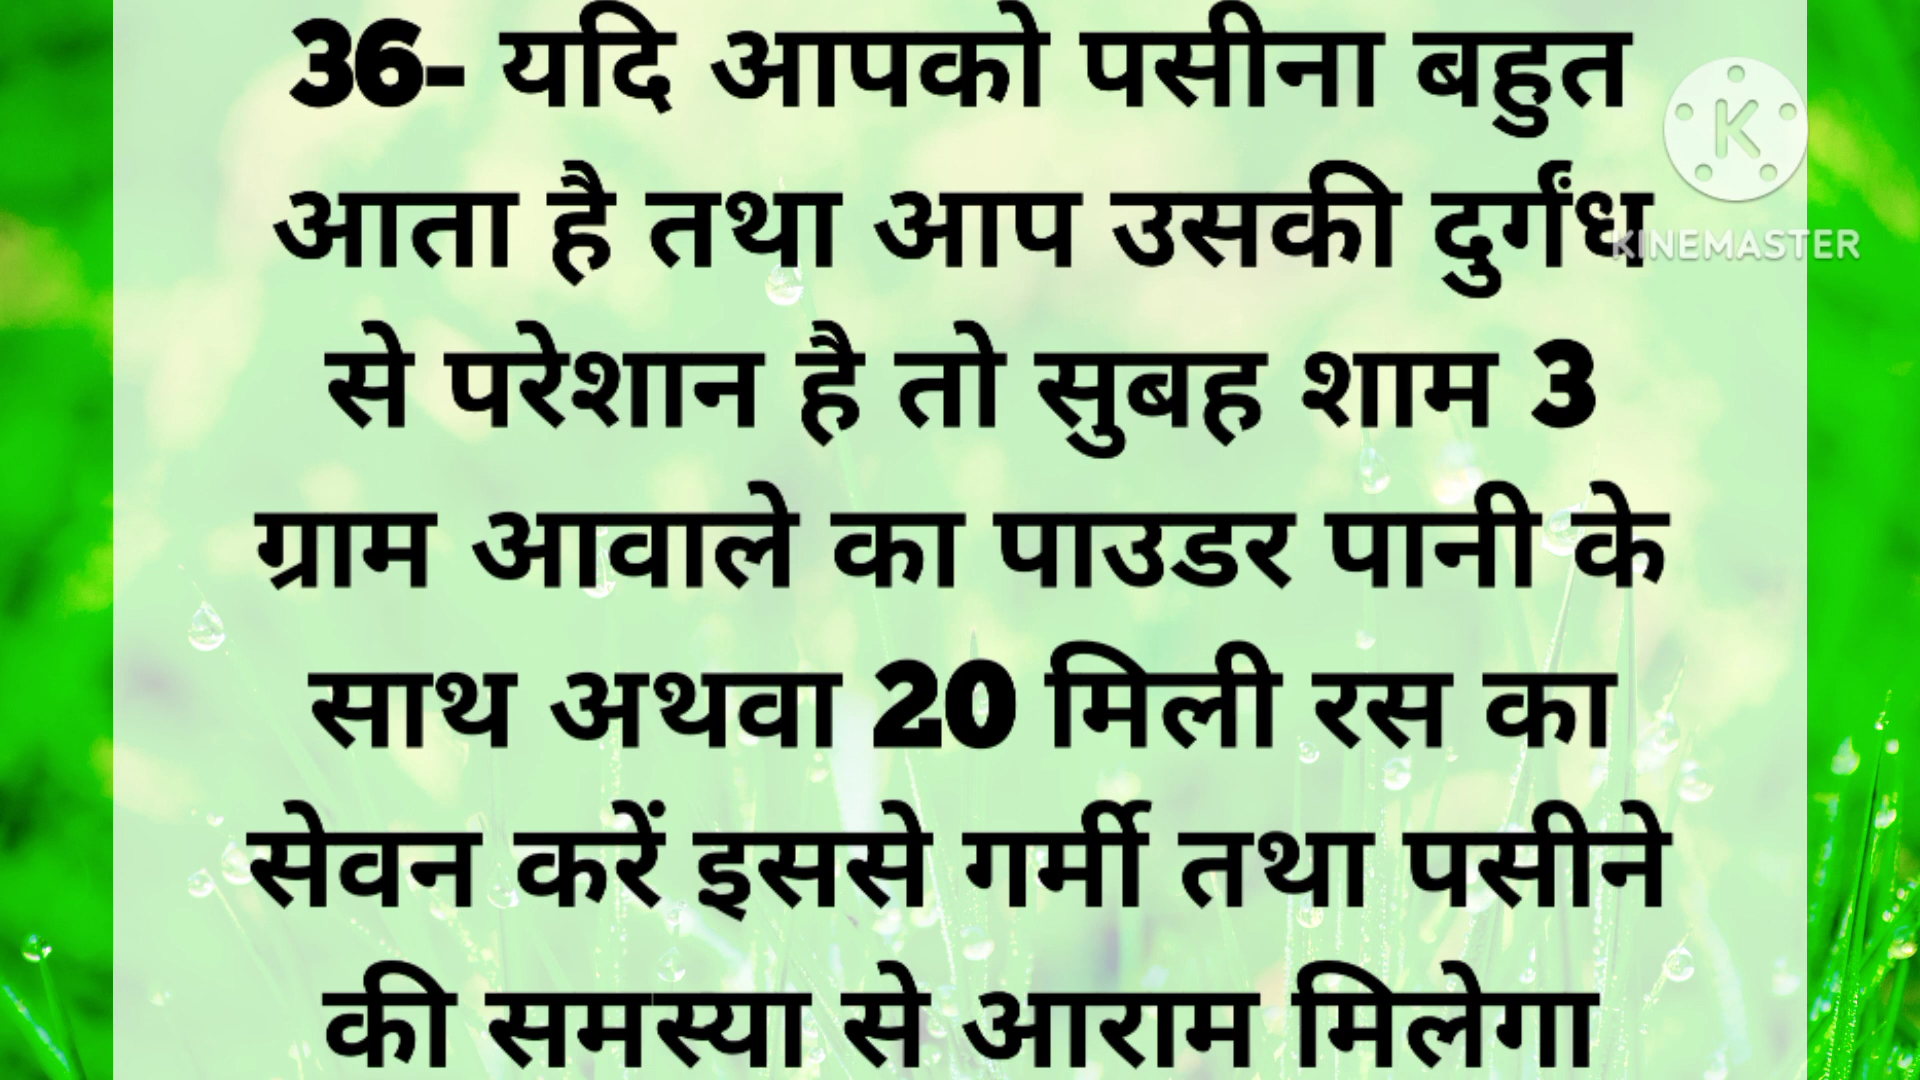 36- यदि आपको पसीना बहुत
आता है तथा आप उसकी दुर्गंध
से परेशान है तो सुबह शाम 3
ग्राम आवाले का पाउडर पानी के
साथ अथवा 20 मिली रस का
सेवन करें इससे गर्मी तथा पसीने
की समस्या से आराम मिलेगा
K
KINEMASTER